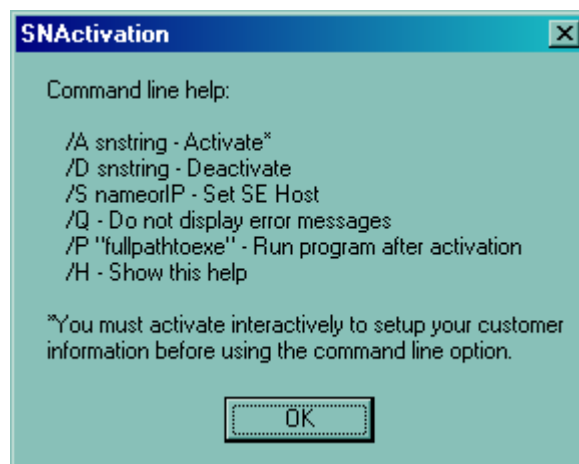 SNActivation
Command line help:
/A snstring - Activate*
/D snstring - Deactivate
/S nameorIP - Set SE Host
/Q - Do not display error messages
/P "fullpathtoexe" - Run program after activation
/H - Show this help
*You must activate interactively to setup your customer
information before using the command line option.
OK